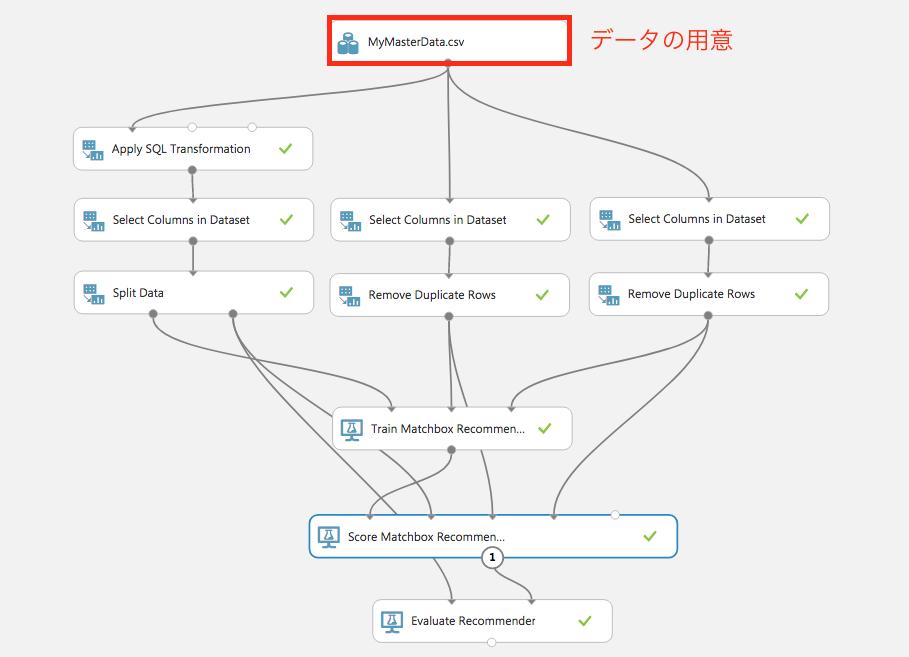 MyMasterData.csv
データの用意
Apply SQL Transformation
Select Columns in Dataset
Select Columns in Dataset
Select Columns in Dataset
Split Data
Remove Duplicate Rows
Remove Duplicate Rows
Train Matchbox Recommen...
Score Matchbox Recommen...
1
Evaluate Recommender